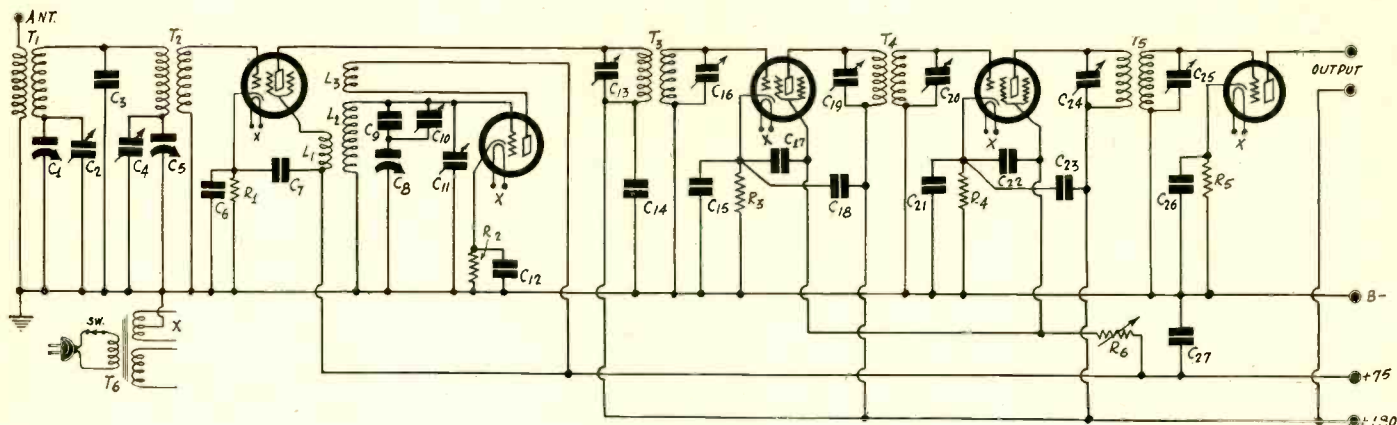 ANT.
T1
T2
C3
C1
C2
C4
C5
X
C6
R1
C7
L3
L2
L1
C9
C10
C8
C11
X
R2
C12
C13
T3
C16
C14
C15
R3
X
C17
C18
C19
T4
C20
C21
R4
X
C22
C23
C24
T5
C25
X
C26
R5
OUTPUT
B-
SW.
X
T6
R6
C27
+75
+180